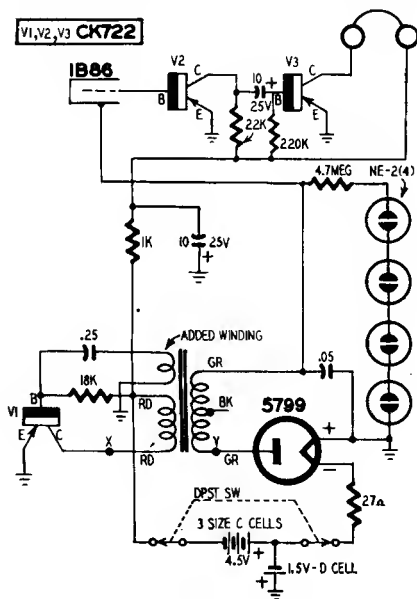 V1,V2,V3 CK722
1B86
V2
C
B
E
10
25V
V3
C
B
E
22K
220K
4.7MEG
NE-2(4)
1K
10
25V
+
.25
ADDED WINDING
GR
.05
18K
RD
BK
5799
+
V1
B
E
C
X
RD
Y
GR
−
27Ω
DPST SW
3 SIZE C CELLS
4.5V
+
1.5V-D CELL
+